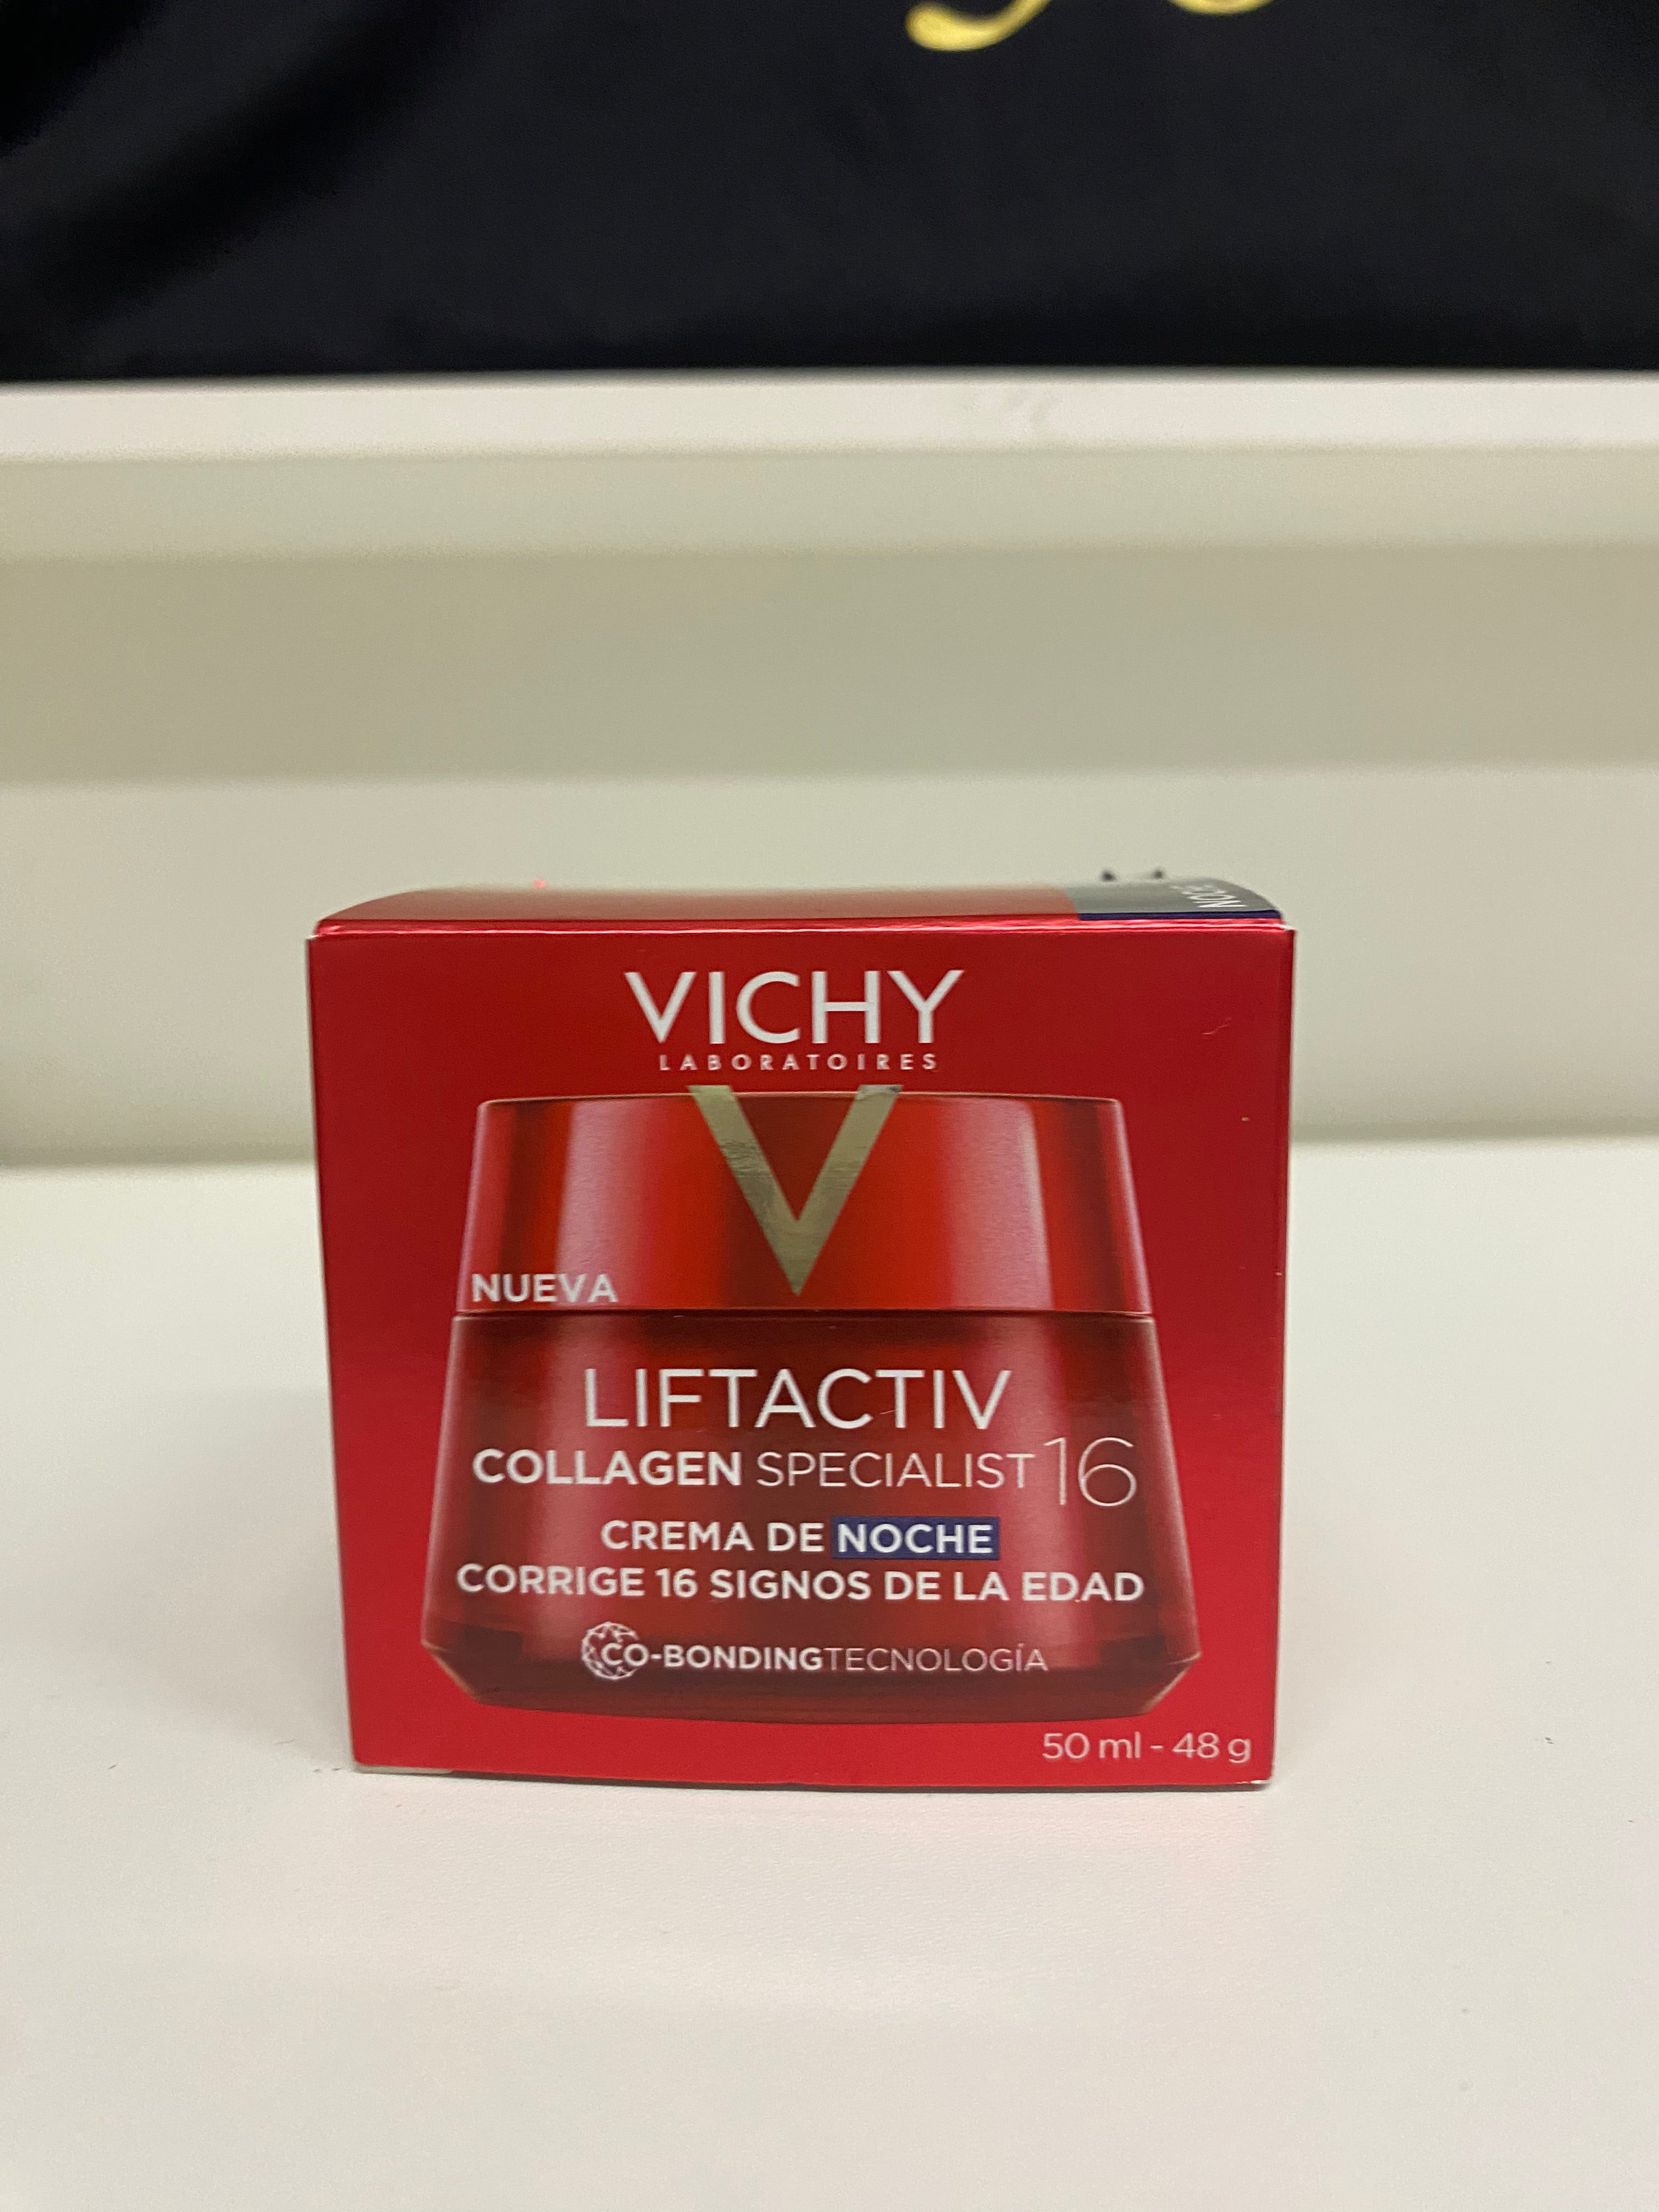 NOCHE
VICHY
LABORATOIRES
V
NUEVA
LIFTACTIV
COLLAGEN SPECIALIST 16
CREMA DE NOCHE
CORRIGE 16 SIGNOS DE LA EDAD
CO-BONDINGTECNOLOGÍA
50 ml - 48 g